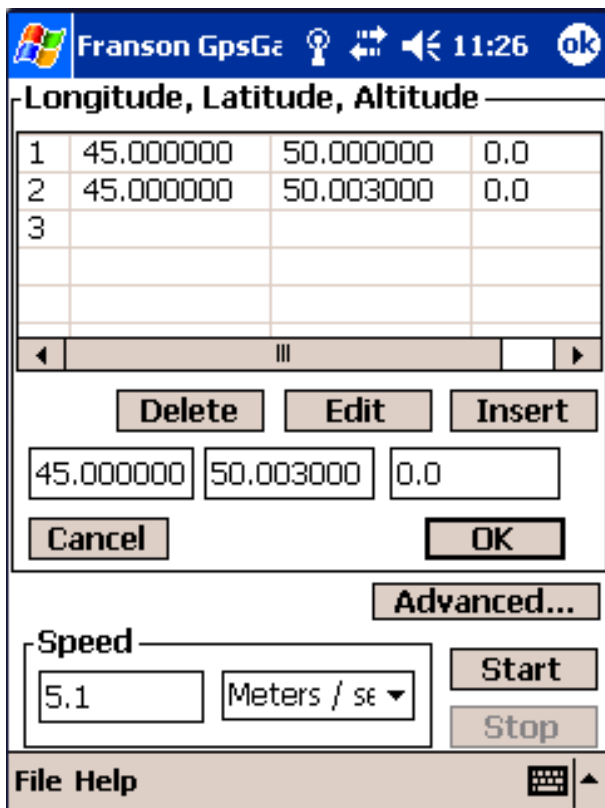 Franson GpsGa 11:26 ok
Longitude, Latitude, Altitude
1 45.000000 50.000000 0.0
2 45.000000 50.003000 0.0
3
Delete Edit Insert
45.000000 50.003000 0.0
Cancel OK
Advanced...
Speed
5.1 Meters / se
Start
Stop
File Help